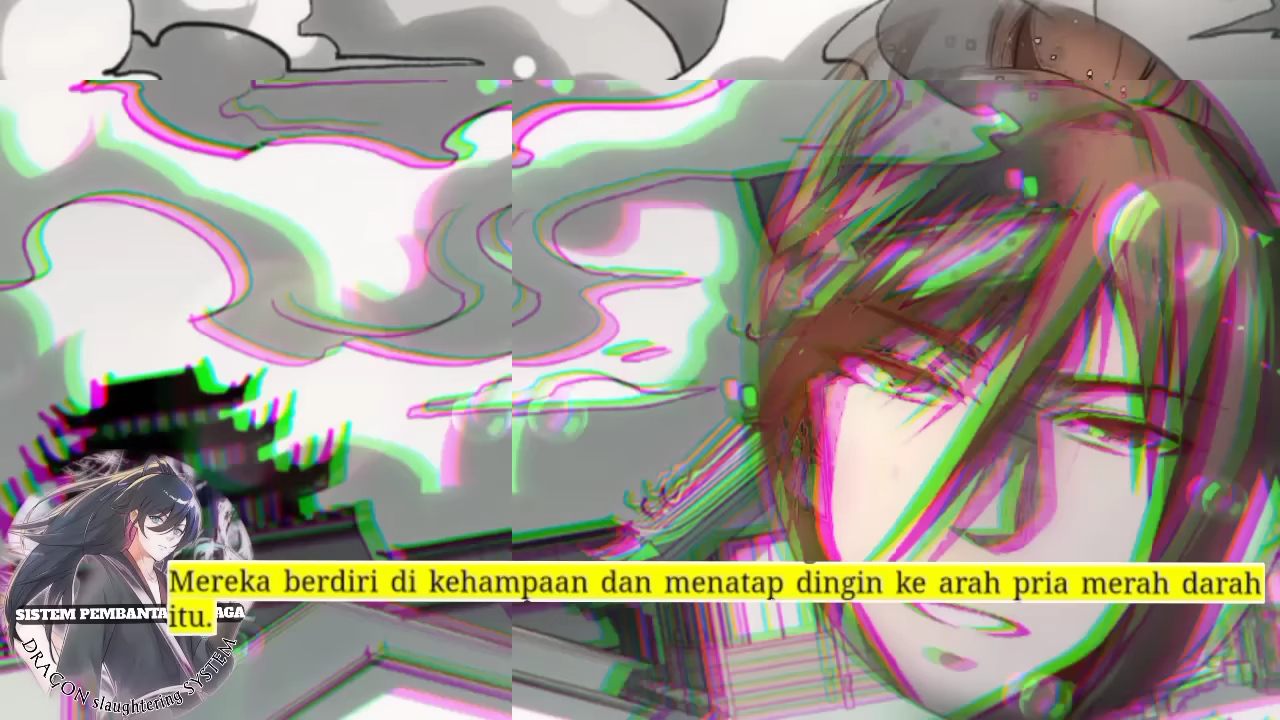 Mereka berdiri di kehampaan dan menatap dingin ke arah pria merah darah
itu.
SISTEM PEMBANTA AGA
DRAGON slaughtering SYSTEM